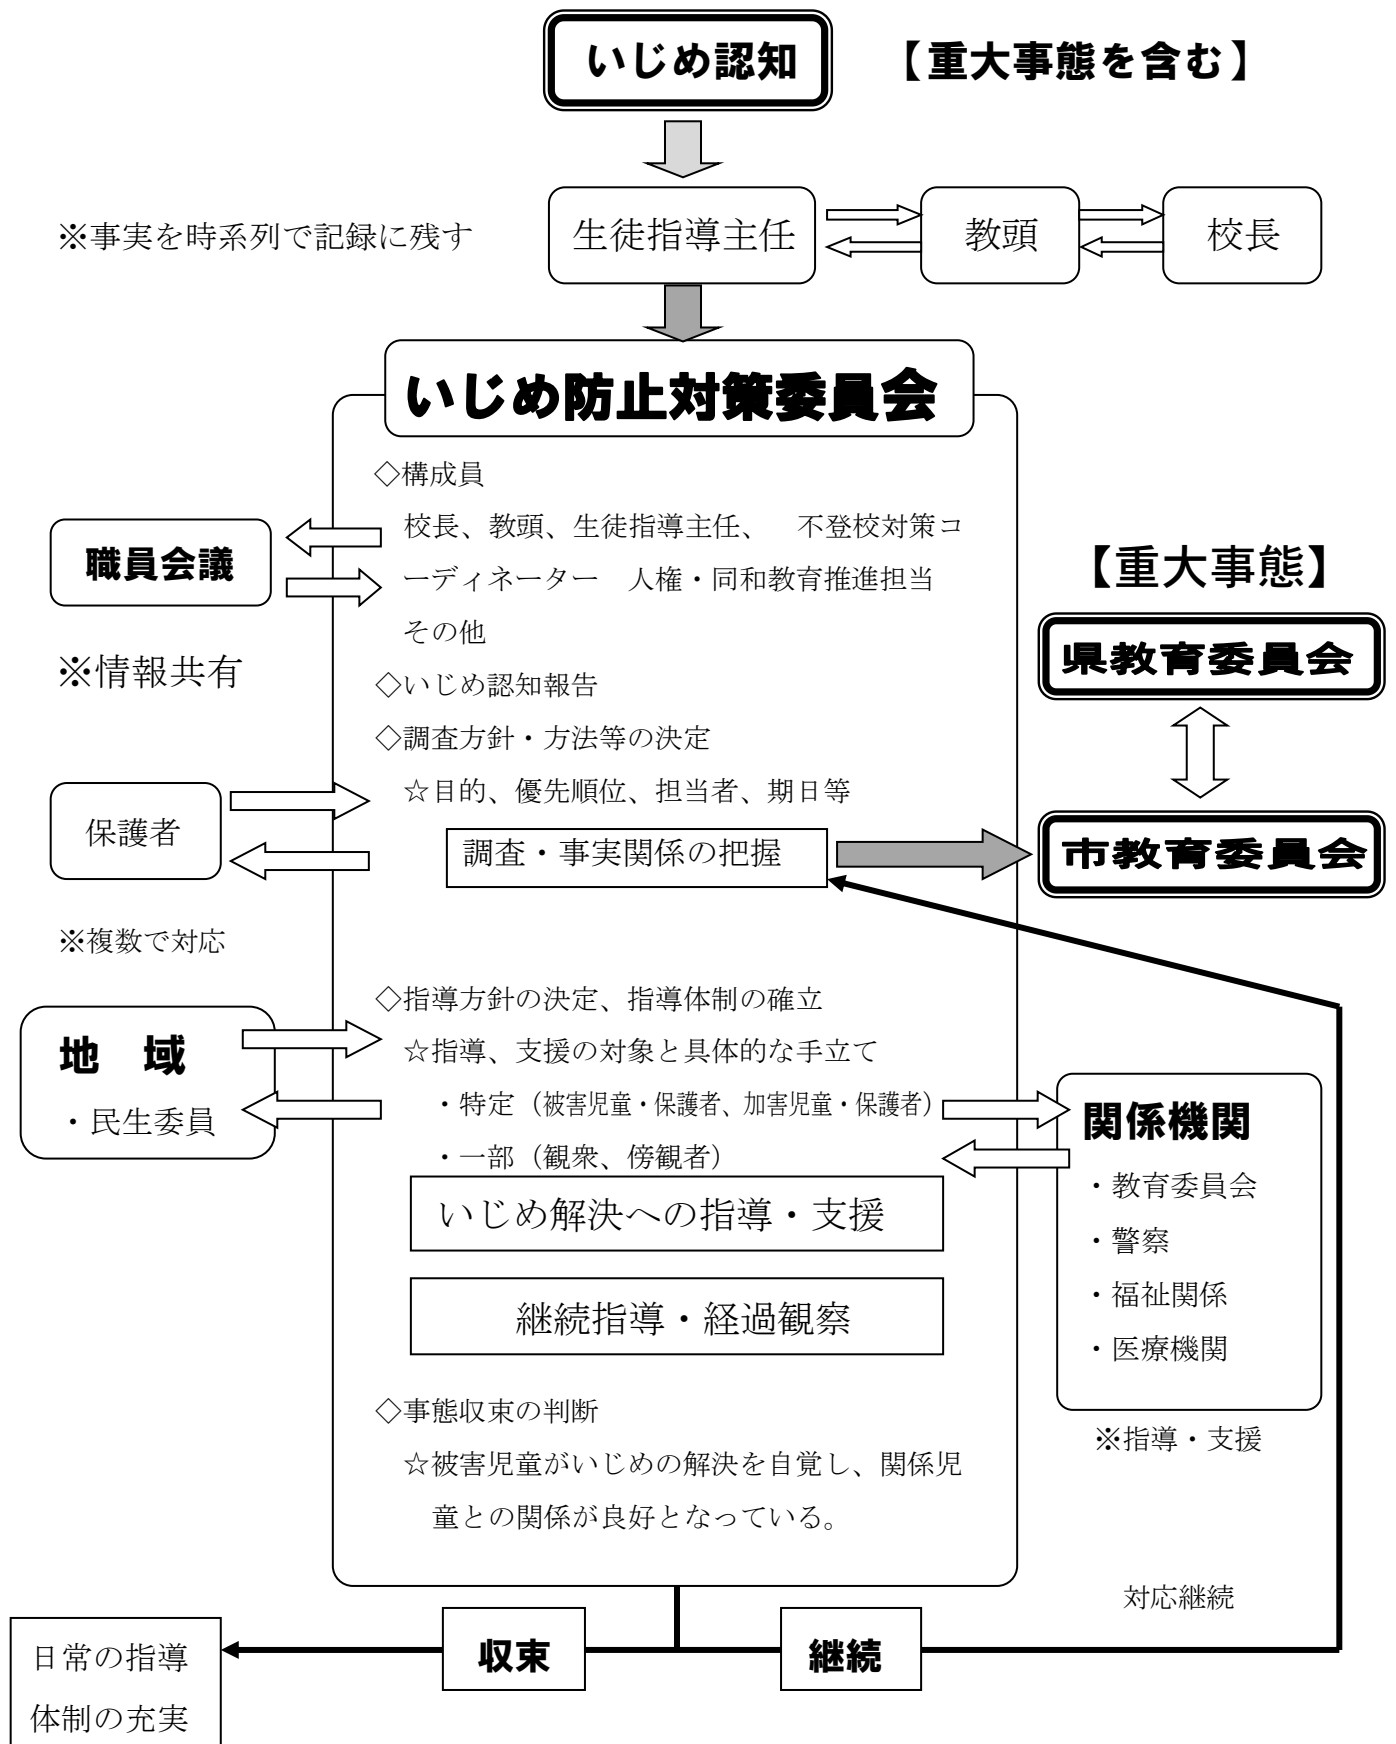 いじめ認知
【重大事態を含む】
※事実を時系列で記録に残す
生徒指導主任
教頭
校長
いじめ防止対策委員会
◇構成員
校長、教頭、生徒指導主任、　不登校対策コ
ーディネーター　人権・同和教育推進担当
その他
◇いじめ認知報告
◇調査方針・方法等の決定
☆目的、優先順位、担当者、期日等
調査・事実関係の把握
職員会議
※情報共有
保護者
※複数で対応
【重大事態】
県教育委員会
市教育委員会
◇指導方針の決定、指導体制の確立
☆指導、支援の対象と具体的な手立て
・特定（被害児童・保護者、加害児童・保護者）
・一部（観衆、傍観者）
いじめ解決への指導・支援
継続指導・経過観察
地　域
・民生委員
関係機関
・教育委員会
・警察
・福祉関係
・医療機関
※指導・支援
◇事態収束の判断
☆被害児童がいじめの解決を自覚し、関係児
童との関係が良好となっている。
対応継続
収束
継続
日常の指導
体制の充実